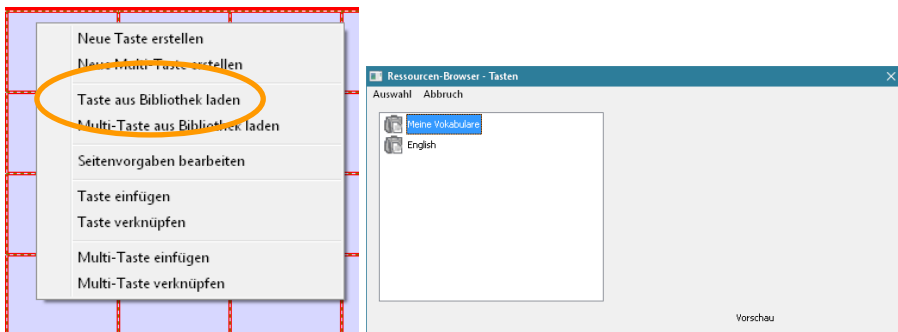 Neue Taste erstellen
Neue Multi-Taste erstellen
Taste aus Bibliothek laden
Multi-Taste aus Bibliothek laden
Seitenvorgaben bearbeiten
Taste einfügen
Taste verknüpfen
Multi-Taste einfügen
Multi-Taste verknüpfen
Ressourcen-Browser - Tasten
Auswahl Abbruch
Meine Vokabulare
English
Vorschau